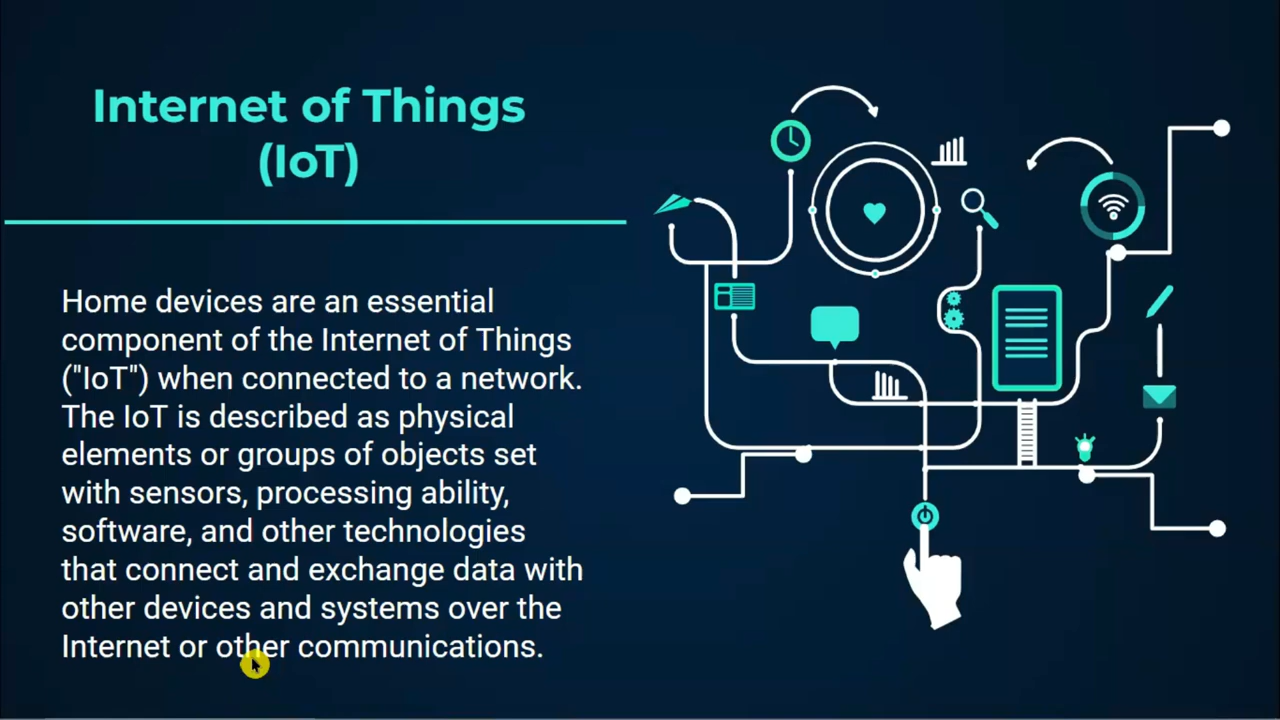 Internet of Things
(IoT)
Home devices are an essential
component of the Internet of Things
("IoT") when connected to a network.
The IoT is described as physical
elements or groups of objects set
with sensors, processing ability,
software, and other technologies
that connect and exchange data with
other devices and systems over the
Internet or other communications.